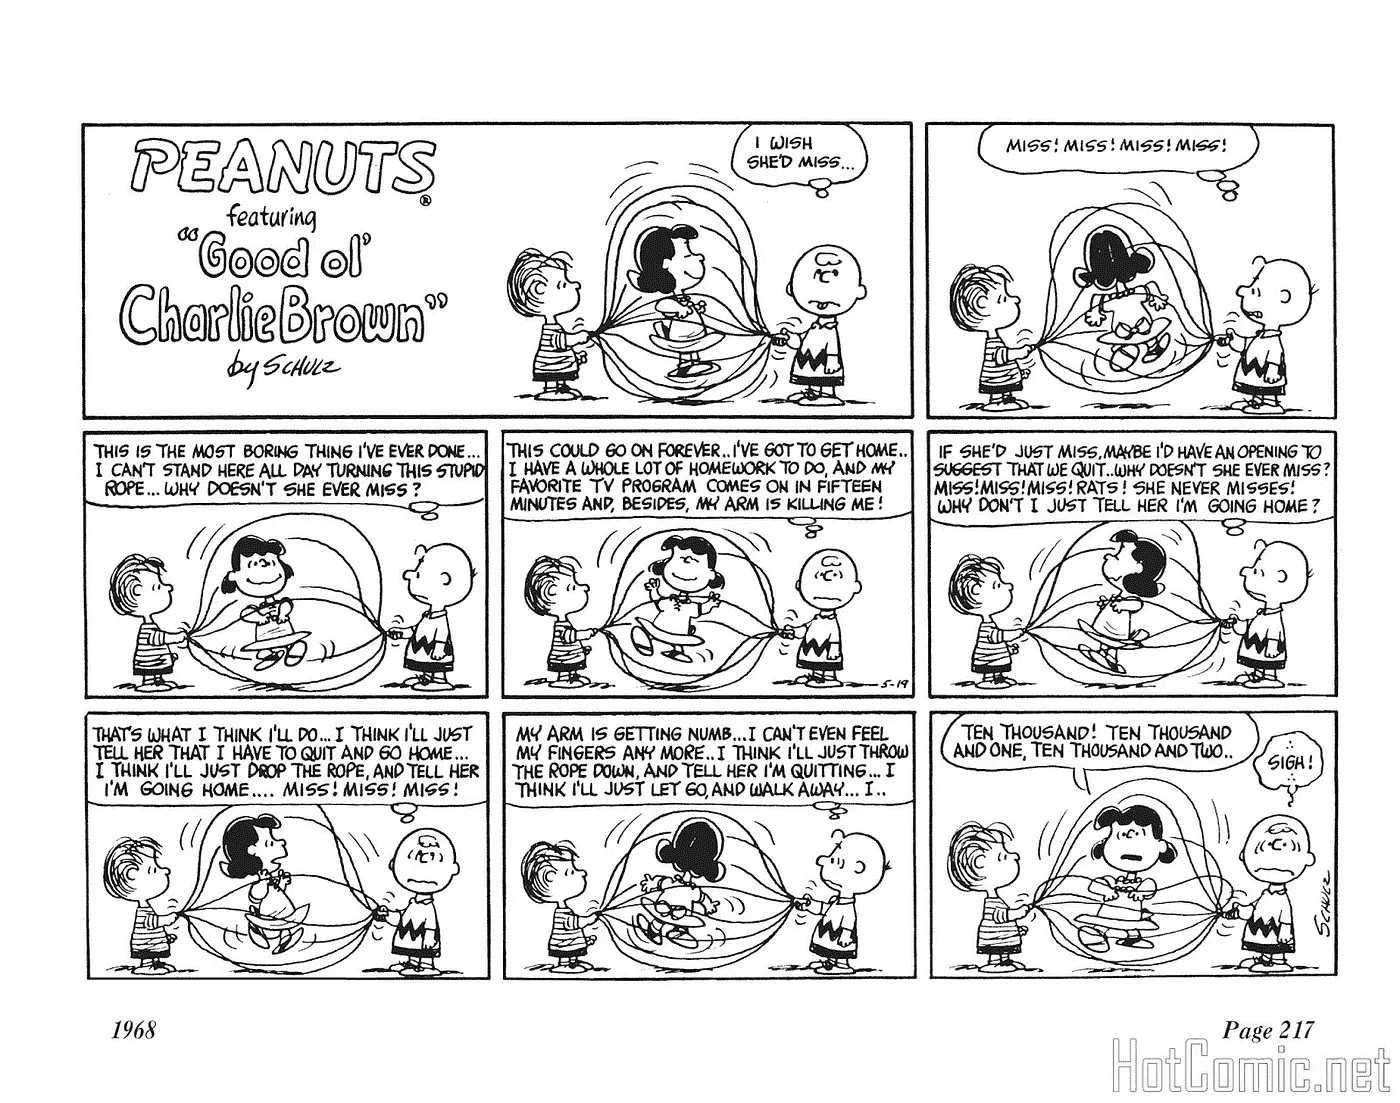 PEANUTS
®
featuring
"Good ol'
Charlie Brown"
by SCHULZ
I WISH
SHE'D MISS...
MISS! MISS! MISS! MISS!
THIS IS THE MOST BORING THING I'VE EVER DONE...
I CAN'T STAND HERE ALL DAY TURNING THIS STUPID
ROPE... WHY DOESN'T SHE EVER MISS?
THIS COULD GO ON FOREVER.. I'VE GOT TO GET HOME..
I HAVE A WHOLE LOT OF HOMEWORK TO DO, AND MY
FAVORITE TV PROGRAM COMES ON IN FIFTEEN
MINUTES AND, BESIDES, MY ARM IS KILLING ME!
5-19
IF SHE'D JUST MISS, MAYBE I'D HAVE AN OPENING TO
SUGGEST THAT WE QUIT.. WHY DOESN'T SHE EVER MISS?
MISS! MISS! MISS! RATS! SHE NEVER MISSES!
WHY DON'T I JUST TELL HER I'M GOING HOME?
THAT'S WHAT I THINK I'LL DO... I THINK I'LL JUST
TELL HER THAT I HAVE TO QUIT AND GO HOME...
I THINK I'LL JUST DROP THE ROPE, AND TELL HER
I'M GOING HOME.... MISS! MISS! MISS!
MY ARM IS GETTING NUMB... I CAN'T EVEN FEEL
MY FINGERS ANY MORE.. I THINK I'LL JUST THROW
THE ROPE DOWN, AND TELL HER I'M QUITTING... I
THINK I'LL JUST LET GO, AND WALK AWAY... I..
TEN THOUSAND! TEN THOUSAND
AND ONE, TEN THOUSAND AND TWO..
SIGH!
SCHULZ
1968
Page 217
HotComic.net